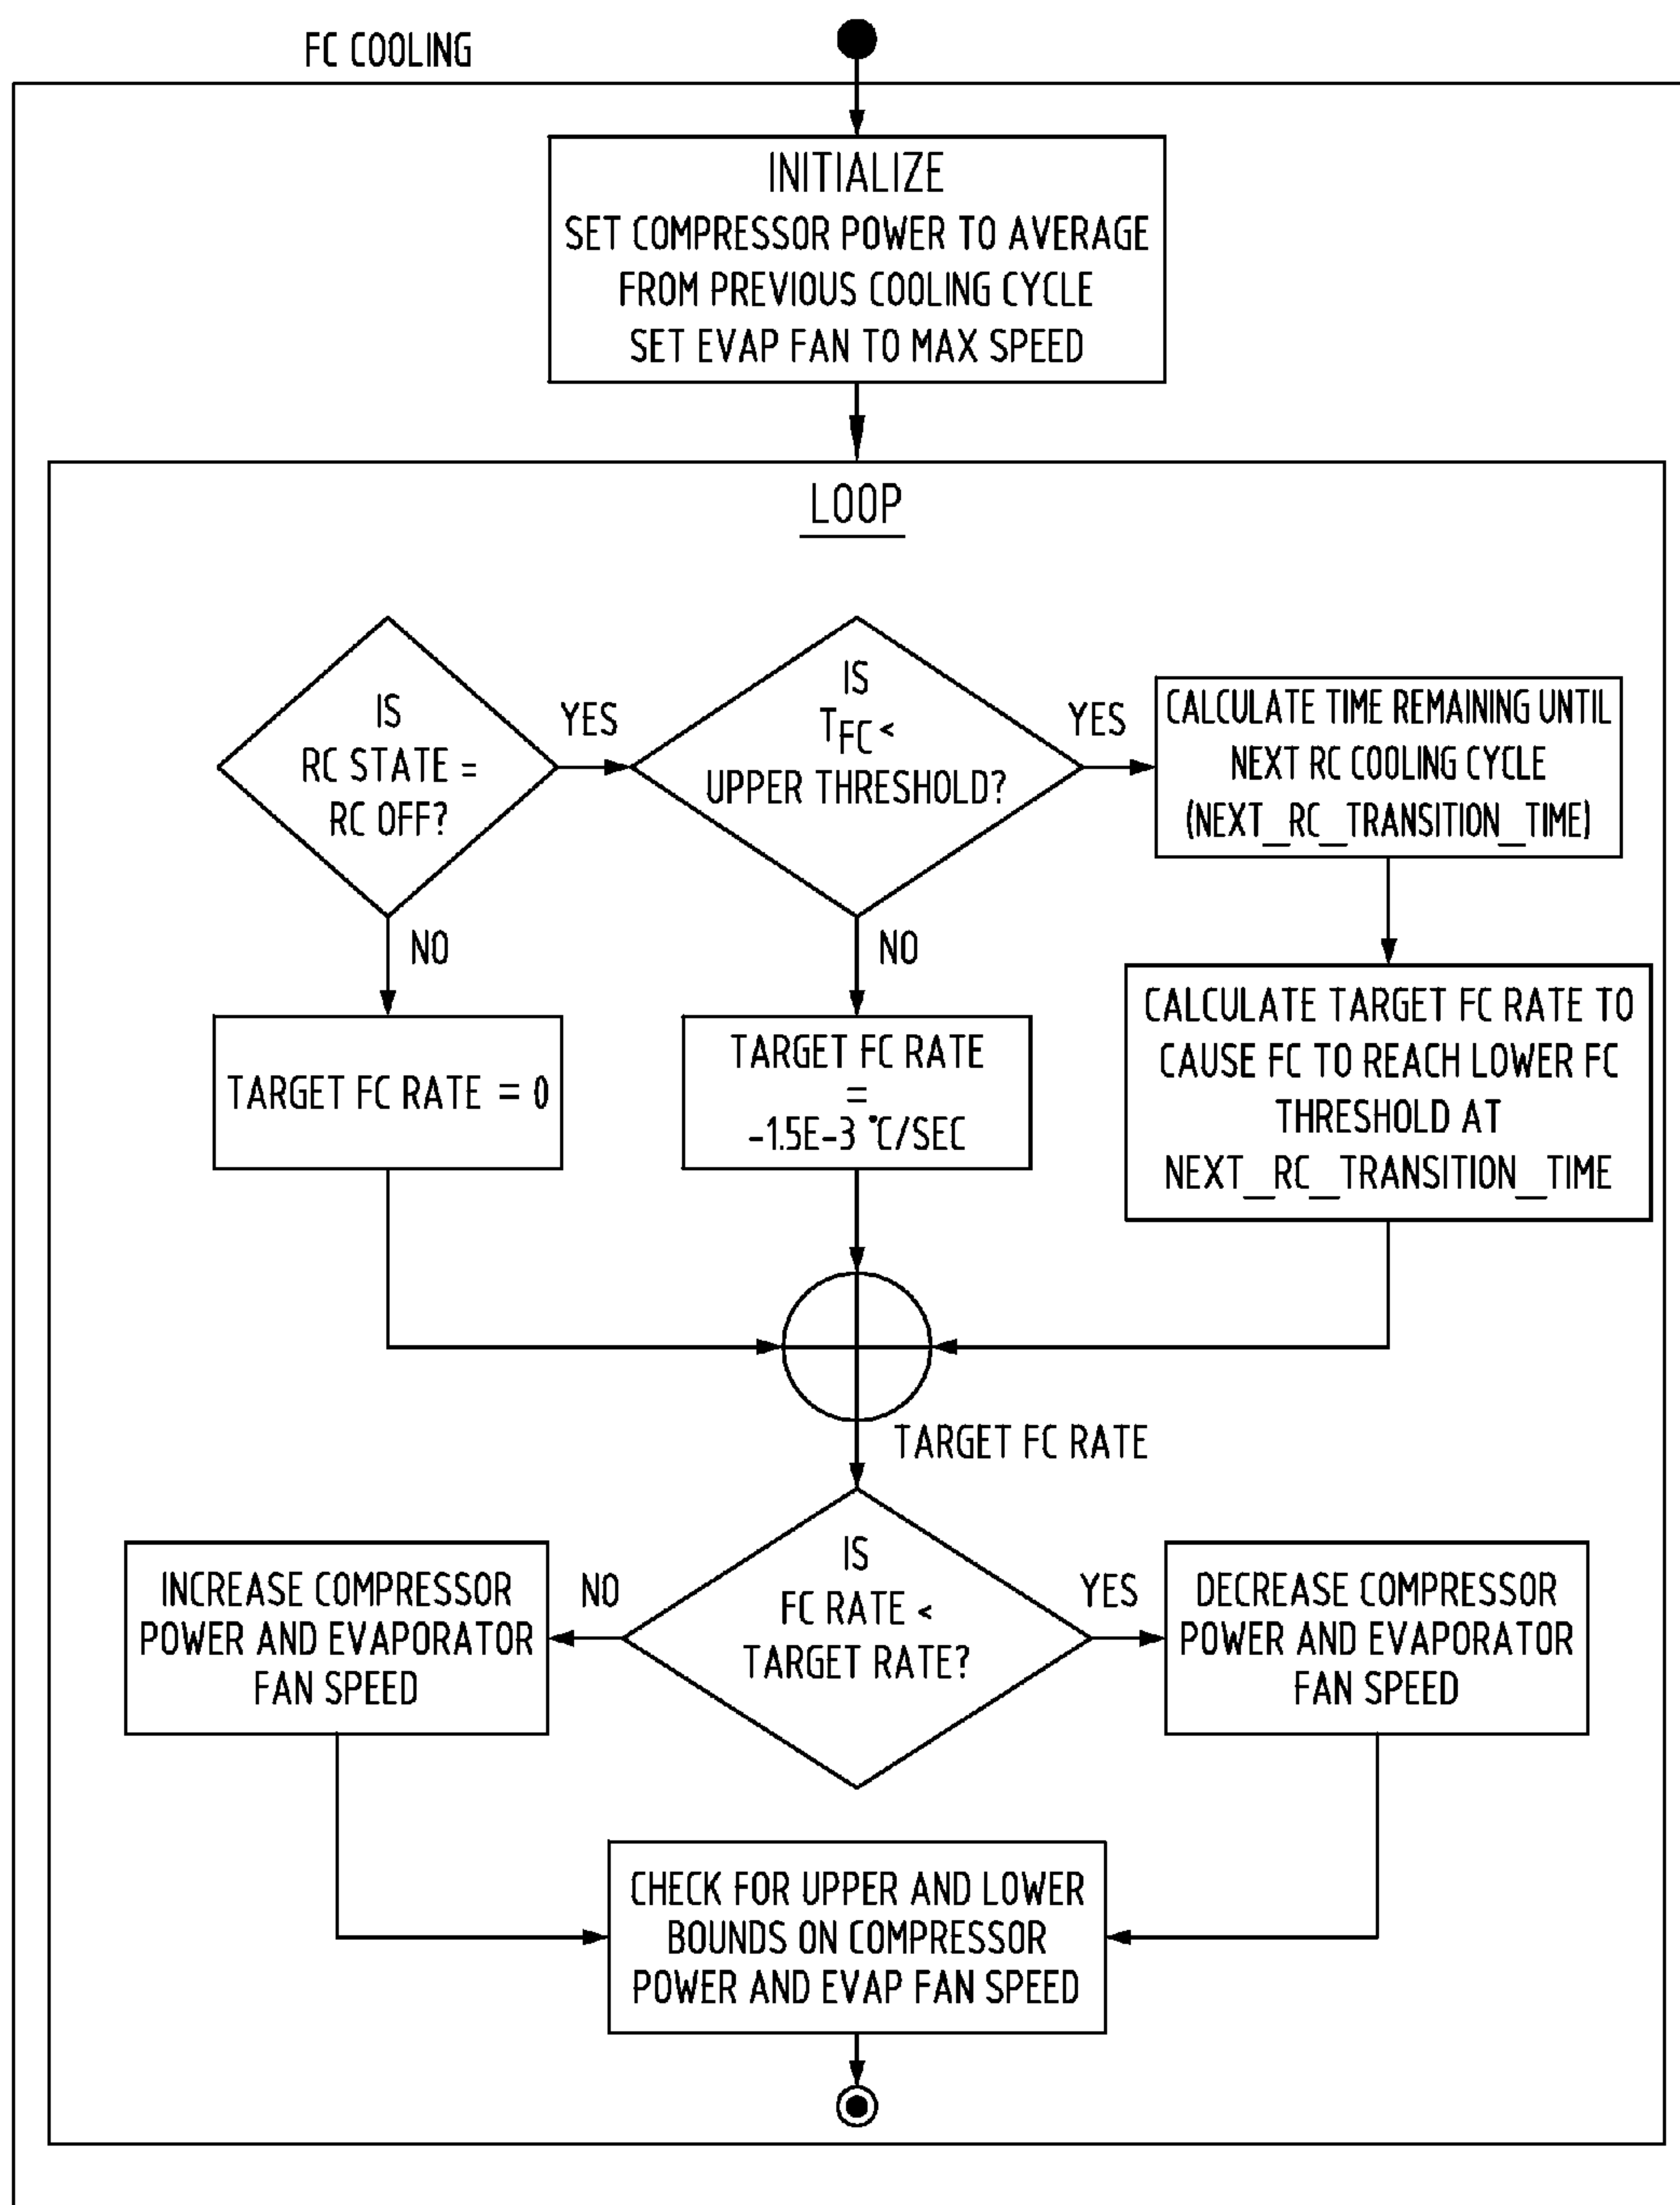 FC COOLING
INITIALIZE
SET COMPRESSOR POWER TO AVERAGE
FROM PREVIOUS COOLING CYCLE
SET EVAP FAN TO MAX SPEED
LOOP
IS
RC STATE =
RC OFF?
YES
IS
TFC <
UPPER THRESHOLD?
YES
CALCULATE TIME REMAINING UNTIL
NEXT RC COOLING CYCLE
(NEXT_RC_TRANSITION_TIME)
NO
NO
TARGET FC RATE = 0
TARGET FC RATE
=
-1.5E-3 °C/SEC
CALCULATE TARGET FC RATE TO
CAUSE FC TO REACH LOWER FC
THRESHOLD AT
NEXT_RC_TRANSITION_TIME
TARGET FC RATE
IS
FC RATE <
TARGET RATE?
NO
YES
INCREASE COMPRESSOR
POWER AND EVAPORATOR
FAN SPEED
DECREASE COMPRESSOR
POWER AND EVAPORATOR
FAN SPEED
CHECK FOR UPPER AND LOWER
BOUNDS ON COMPRESSOR
POWER AND EVAP FAN SPEED